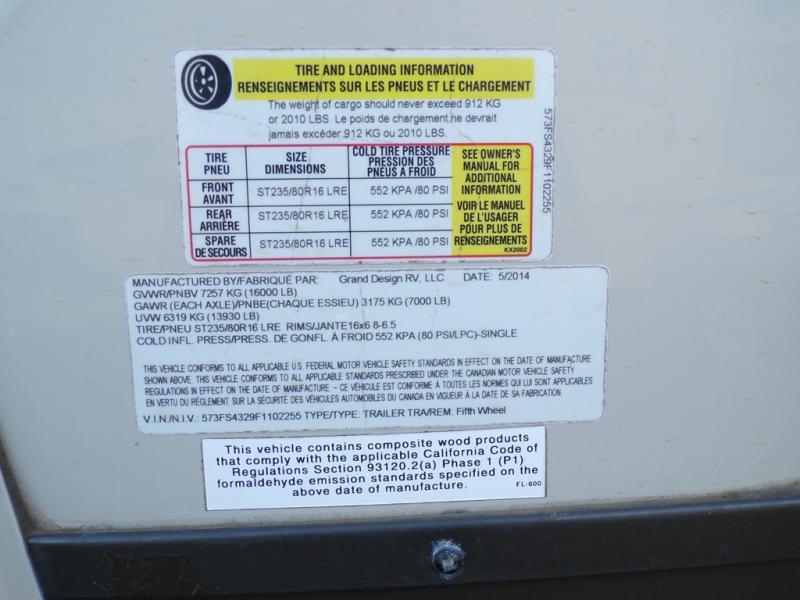 TIRE AND LOADING INFORMATION
RENSEIGNEMENTS SUR LES PNEUS ET LE CHARGEMENT
The weight of cargo should never exceed 912 KG
or 2010 LBS. Le poids de chargement ne devrait
jamais excéder 912 KG ou 2010 LBS.
TIRE
PNEU
SIZE
DIMENSIONS
COLD TIRE PRESSURE
PRESSION DES
PNEUS A FROID
FRONT
AVANT
ST235/80R16 LRE
552 KPA /80 PSI
REAR
ARRIÈRE
ST235/80R16 LRE
552 KPA /80 PSI
SPARE
DE SECOURS
ST235/80R16 LRE
552 KPA /80 PSI
SEE OWNER'S
MANUAL FOR
ADDITIONAL
INFORMATION
VOIR LE MANUEL
DE L'USAGER
POUR PLUS DE
RENSEIGNEMENTS
KX2002
573FS4329F1102255
MANUFACTURED BY/FABRIQUÉ PAR: Grand Design RV, LLC DATE: 5/2014
GVWR/PNBV 7257 KG (16000 LB)
GAWR (EACH AXLE)/PNBE(CHAQUE ESSIEU) 3175 KG (7000 LB)
UVW 6319 KG (13930 LB)
TIRE/PNEU ST235/80R16 LRE RIMS/JANTE16x6 8-6.5
COLD INFL. PRESS/PRESS. DE GONFL. À FROID 552 KPA (80 PSI/LPC)-SINGLE
THIS VEHICLE CONFORMS TO ALL APPLICABLE U.S. FEDERAL MOTOR VEHICLE SAFETY STANDARDS IN EFFECT ON THE DATE OF MANUFACTURE
SHOWN ABOVE. THIS VEHICLE CONFORMS TO ALL APPLICABLE STANDARDS PRESCRIBED UNDER THE CANADIAN MOTOR VEHICLE SAFETY
REGULATIONS IN EFFECT ON THE DATE OF MANUFACTURE - CE VÉHICULE EST CONFORME À TOUTES LES NORMES QUI LUI SONT APPLICABLES
EN VERTU DU RÈGLEMENT SUR LA SÉCURITÉ DES VÉHICULES AUTOMOBILES DU CANADA EN VIGUEUR À LA DATE DE SA FABRICATION.
V.I.N./N.I.V.: 573FS4329F1102255 TYPE/TYPE: TRAILER TRA/REM: Fifth Wheel
This vehicle contains composite wood products
that comply with the applicable California Code of
Regulations Section 93120.2(a) Phase 1 (P1)
formaldehyde emission standards specified on the
above date of manufacture.
FL-600